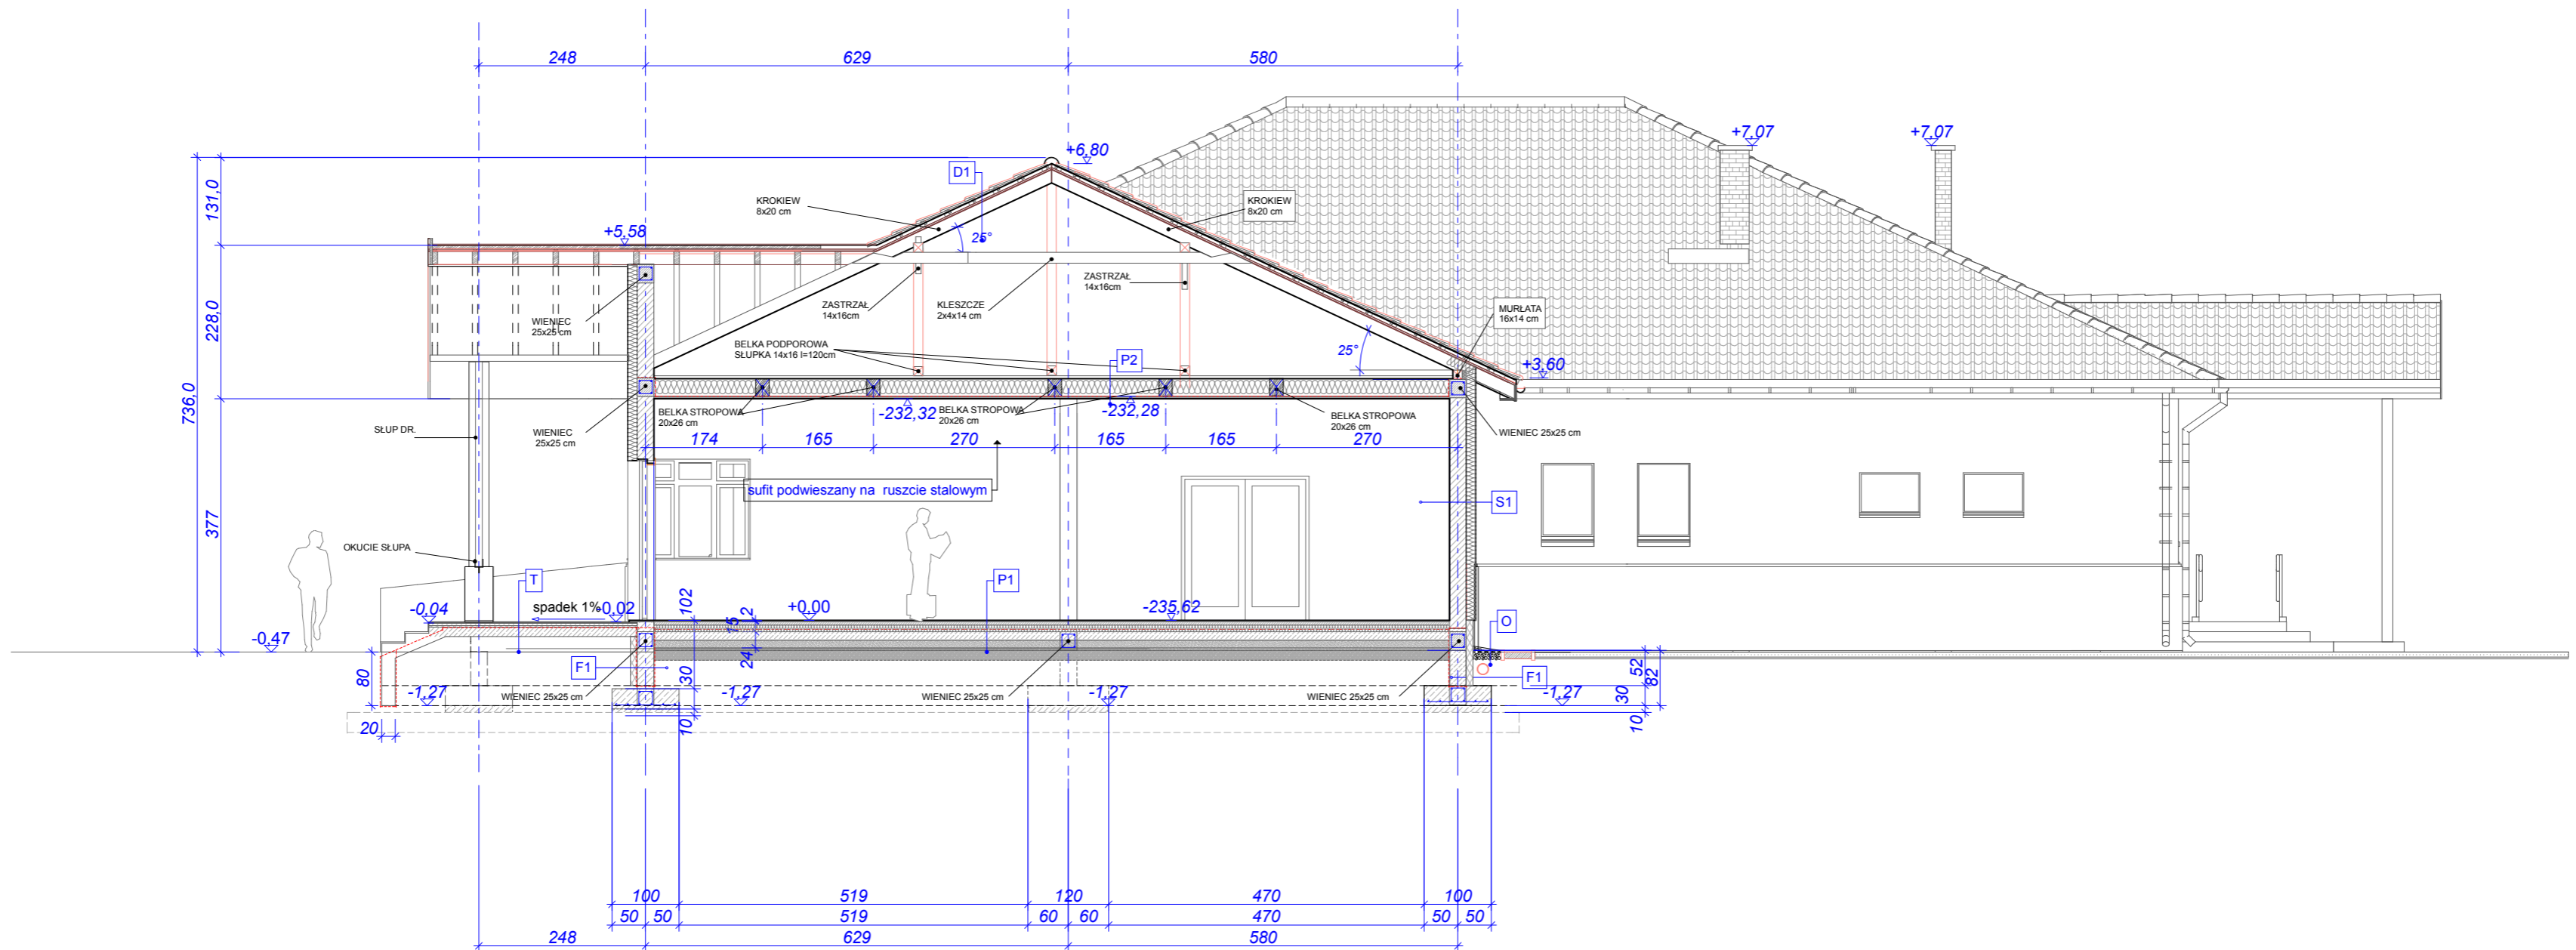 248
629
580
+7,07
+7,07
+6,80
D1
131,0
KROKIEW
8x20 cm
KROKIEW
8x20 cm
+5,58
25°
ZASTRZAŁ
14x16cm
KLESZCZE
2x4x14 cm
ZASTRZAŁ
14x16cm
228,0
WIENIEC
25x25 cm
MURŁATA
16x14 cm
BELKA PODPOROWA
SŁUPKA 14x16 l=120cm
P2
25°
+3,60
736,0
BELKA STROPOWA
20x26 cm
-232,32
BELKA STROPOWA
20x26 cm
-232,28
BELKA STROPOWA
20x26 cm
SŁUP DR.
WIENIEC
25x25 cm
WIENIEC 25x25 cm
174
165
270
165
165
270
sufit podwieszany na ruszcie stalowym
S1
377
OKUCIE SŁUPA
T
P1
spadek 1%
-0,04
-0,02
102
+0,00
-235,62
2
15
O
-0,47
24
F1
30
52
82
F1
80
-1,27
WIENIEC 25x25 cm
-1,27
WIENIEC 25x25 cm
-1,27
WIENIEC 25x25 cm
-1,27
30
20
10
10
100
519
120
470
100
50
50
519
60
60
470
50
50
248
629
580